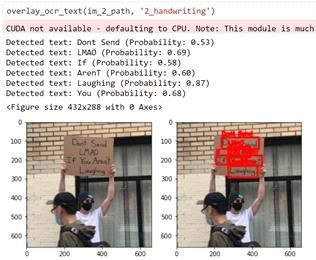 overlay_ocr_text(im_2_path, '2_handwriting')
CUDA not available - defaulting to CPU. Note: This module is much
Detected text: Dont Send (Probability: 0.53)
Detected text: LMAO (Probability: 0.69)
Detected text: If (Probability: 0.58)
Detected text: ArenT (Probability: 0.60)
Detected text: Laughing (Probability: 0.87)
Detected text: You (Probability: 0.68)
<Figure size 432x288 with 0 Axes>
0
100
200
300
400
500
600
0 200 400 600
Dont Send
LMAO
If You Aren't
Laughing
0
100
200
300
400
500
600
0 200 400 600
Laughing